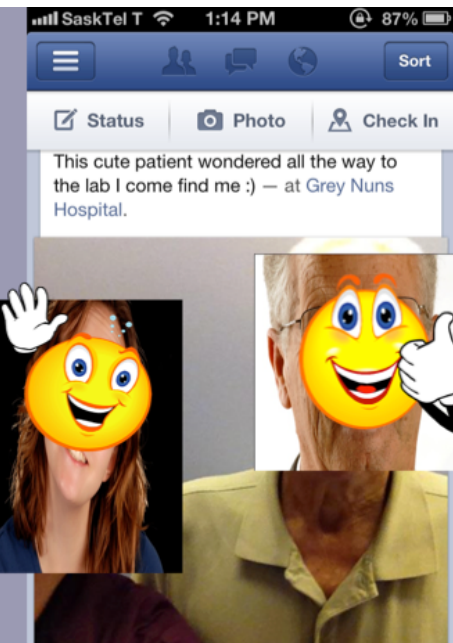 SaskTel T 1:14 PM 87%
Sort
Status Photo Check In
This cute patient wondered all the way to
the lab I come find me :) — at Grey Nuns
Hospital.